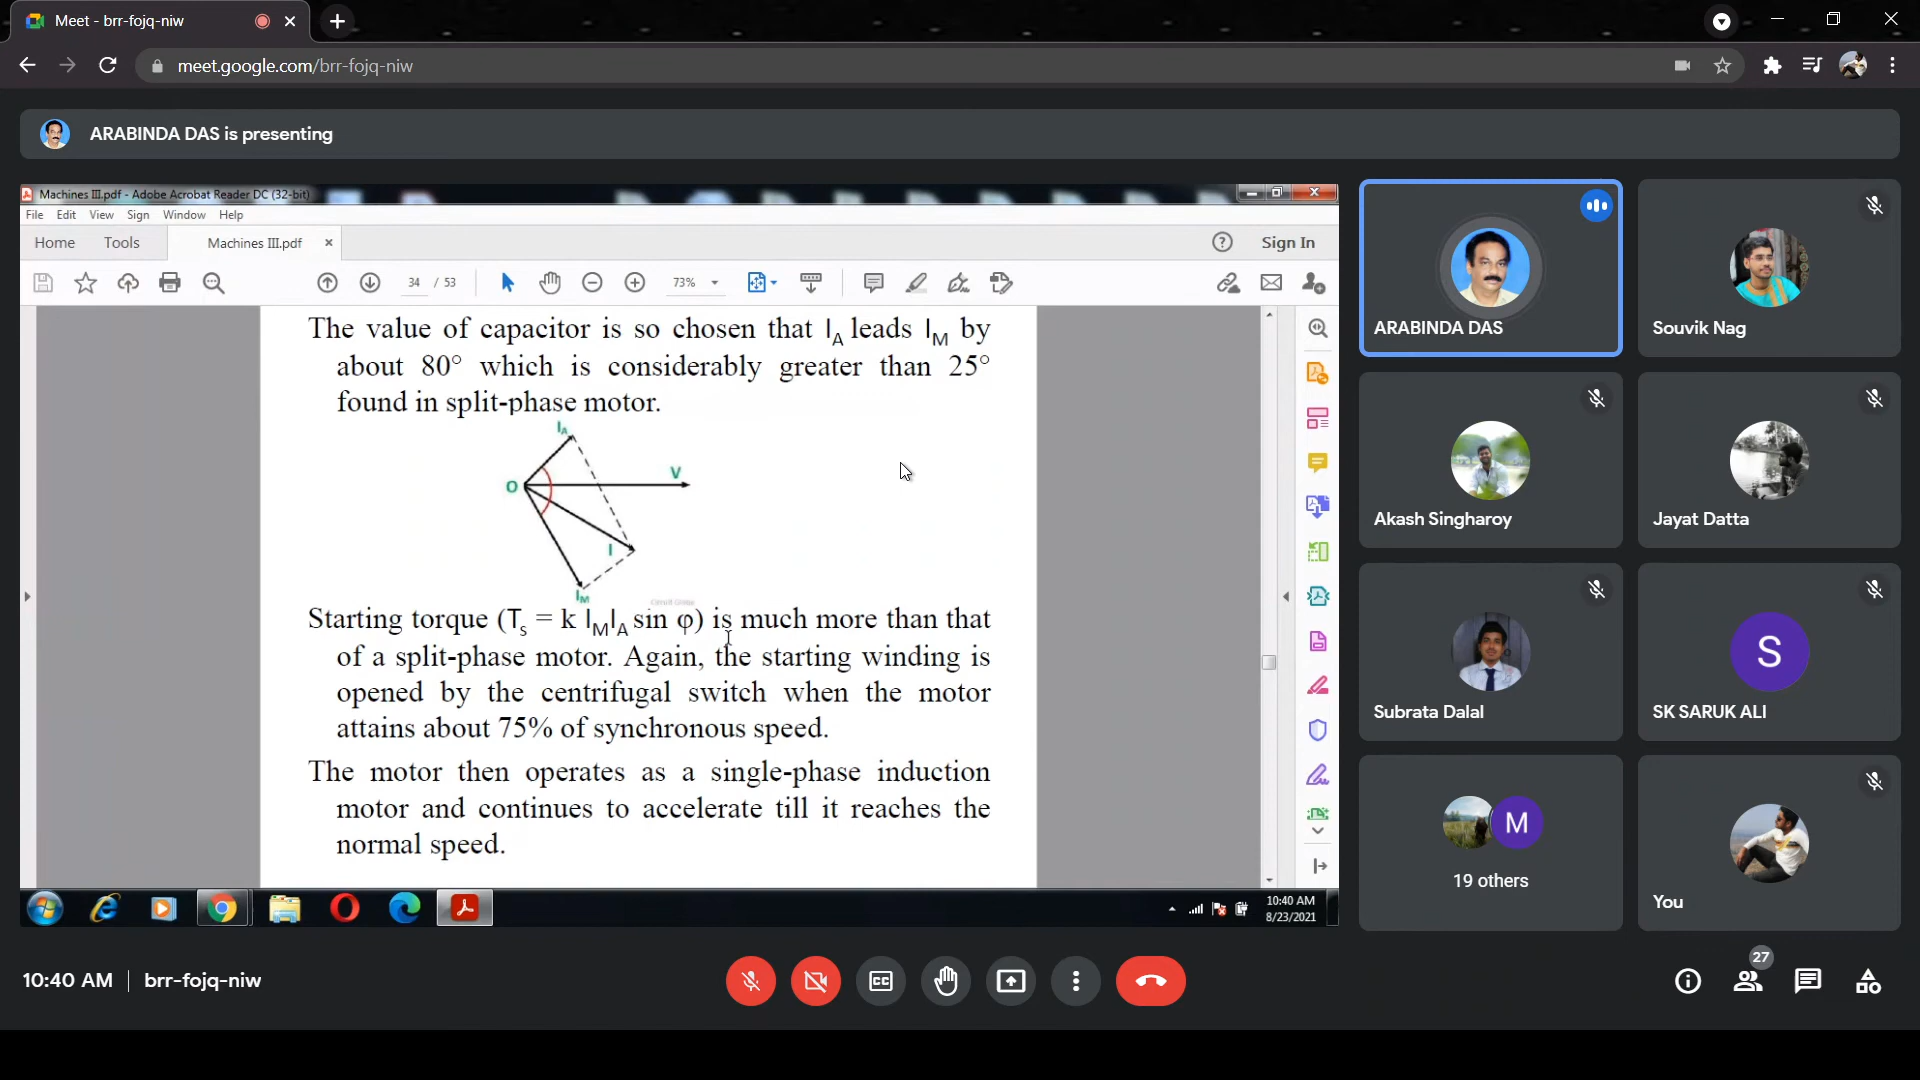 Meet - brr-fojq-niw
meet.google.com/brr-fojq-niw
ARABINDA DAS is presenting
Machines III.pdf - Adobe Acrobat Reader DC (32-bit)
File Edit View Sign Window Help
Home Tools Machines III.pdf Sign In
34 / 53 73%
The value of capacitor is so chosen that IA leads IM by
about 80° which is considerably greater than 25°
found in split-phase motor.
IA
V
O
I
IM
Circuit Globe
Starting torque (Ts = k IMIA sin φ) is much more than that
of a split-phase motor. Again, the starting winding is
opened by the centrifugal switch when the motor
attains about 75% of synchronous speed.
The motor then operates as a single-phase induction
motor and continues to accelerate till it reaches the
normal speed.
10:40 AM
8/23/2021
ARABINDA DAS
Souvik Nag
Akash Singharoy
Jayat Datta
Subrata Dalal
S
SK SARUK ALI
M
19 others
You
10:40 AM | brr-fojq-niw
CC
27